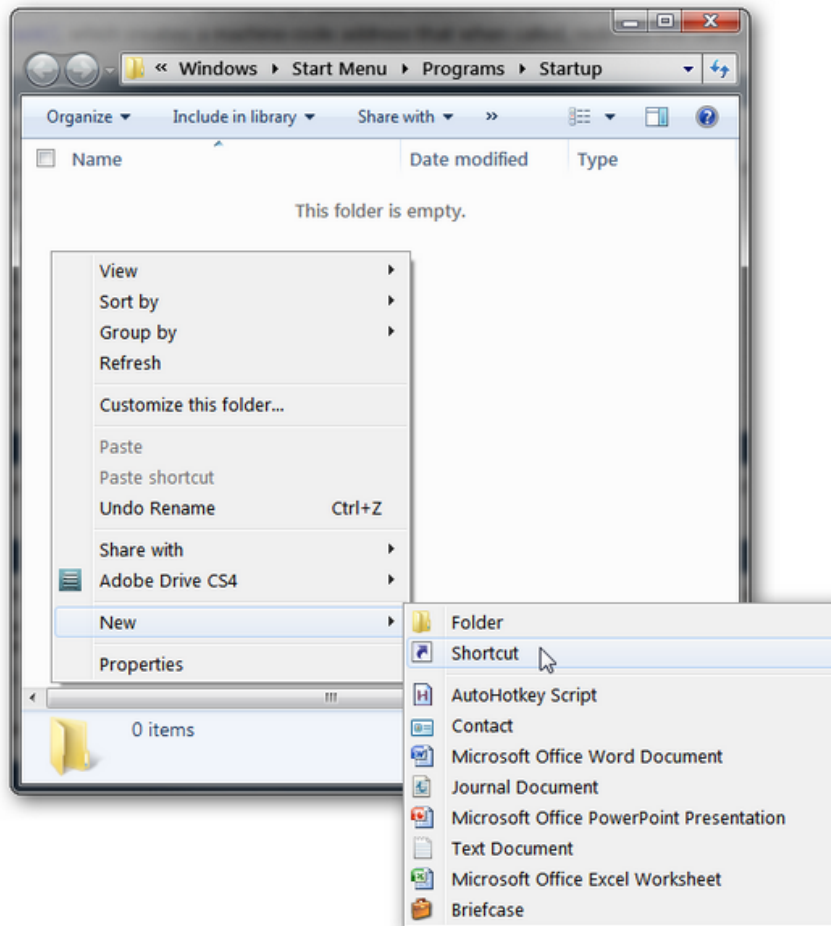 « Windows ▸ Start Menu ▸ Programs ▸ Startup
Organize ▾ Include in library ▾ Share with ▾ »
Name Date modified Type
This folder is empty.
View
Sort by
Group by
Refresh
Customize this folder...
Paste
Paste shortcut
Undo Rename Ctrl+Z
Share with
Adobe Drive CS4
New
Properties
0 items
Folder
Shortcut
AutoHotkey Script
Contact
Microsoft Office Word Document
Journal Document
Microsoft Office PowerPoint Presentation
Text Document
Microsoft Office Excel Worksheet
Briefcase